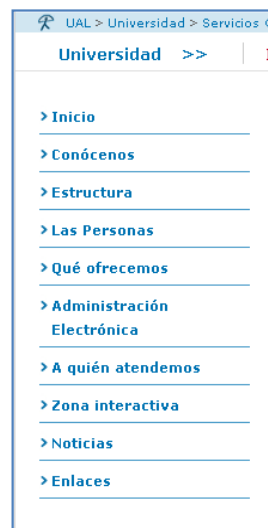 UAL > Universidad > Servicios
Universidad >>
> Inicio
> Conócenos
> Estructura
> Las Personas
> Qué ofrecemos
> Administración
Electrónica
> A quién atendemos
> Zona interactiva
> Noticias
> Enlaces